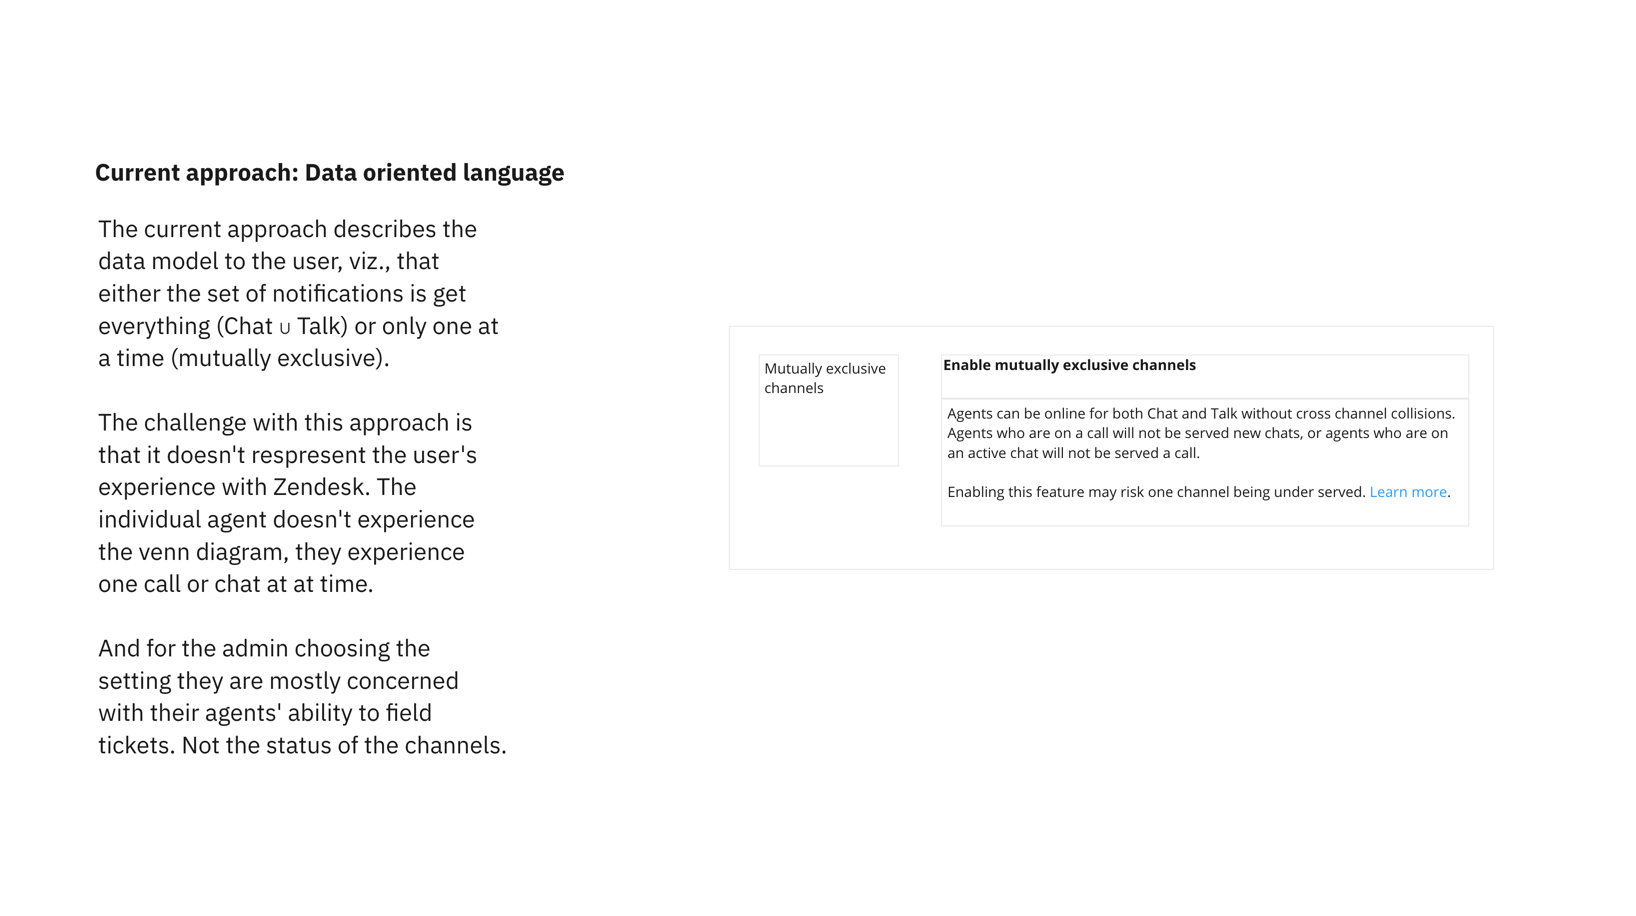 Current approach: Data oriented language
The current approach describes the
data model to the user, viz., that
either the set of notifications is get
everything (Chat ∪ Talk) or only one at
a time (mutually exclusive).
The challenge with this approach is
that it doesn't respresent the user's
experience with Zendesk. The
individual agent doesn't experience
the venn diagram, they experience
one call or chat at at time.
And for the admin choosing the
setting they are mostly concerned
with their agents' ability to field
tickets. Not the status of the channels.
Mutually exclusive
channels
Enable mutually exclusive channels
Agents can be online for both Chat and Talk without cross channel collisions.
Agents who are on a call will not be served new chats, or agents who are on
an active chat will not be served a call.
Enabling this feature may risk one channel being under served. Learn more.